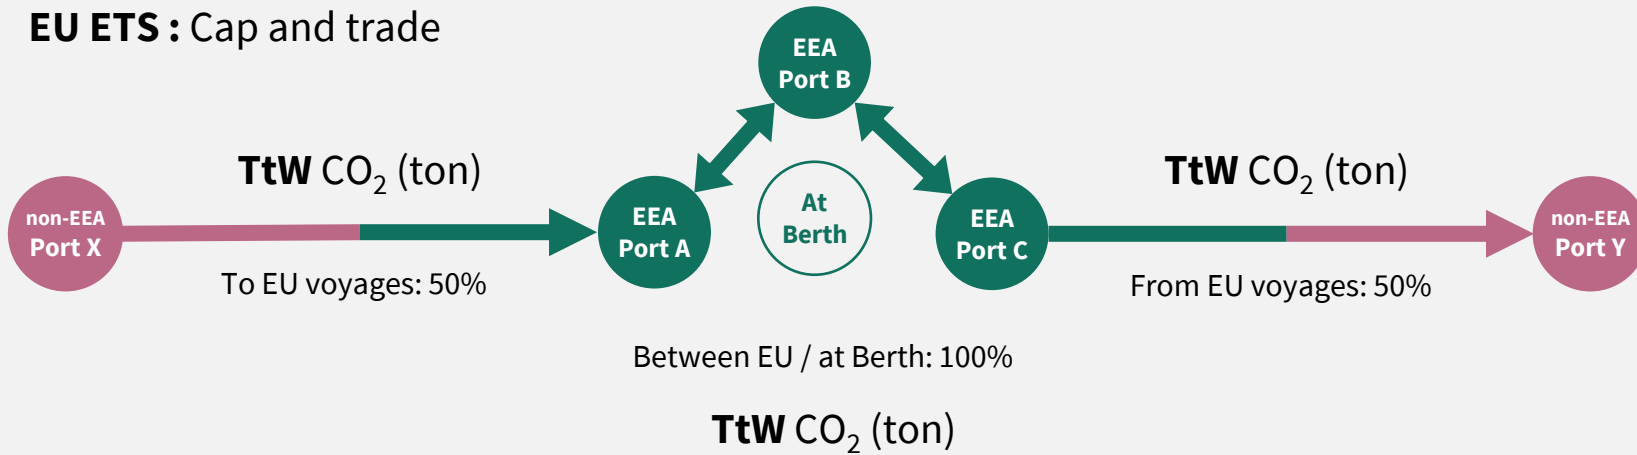 EU ETS : Cap and trade
EEA
Port B
TtW CO₂ (ton)
TtW CO₂ (ton)
non-EEA
Port X
EEA
Port A
At
Berth
EEA
Port C
non-EEA
Port Y
To EU voyages: 50%
From EU voyages: 50%
Between EU / at Berth: 100%
TtW CO₂ (ton)